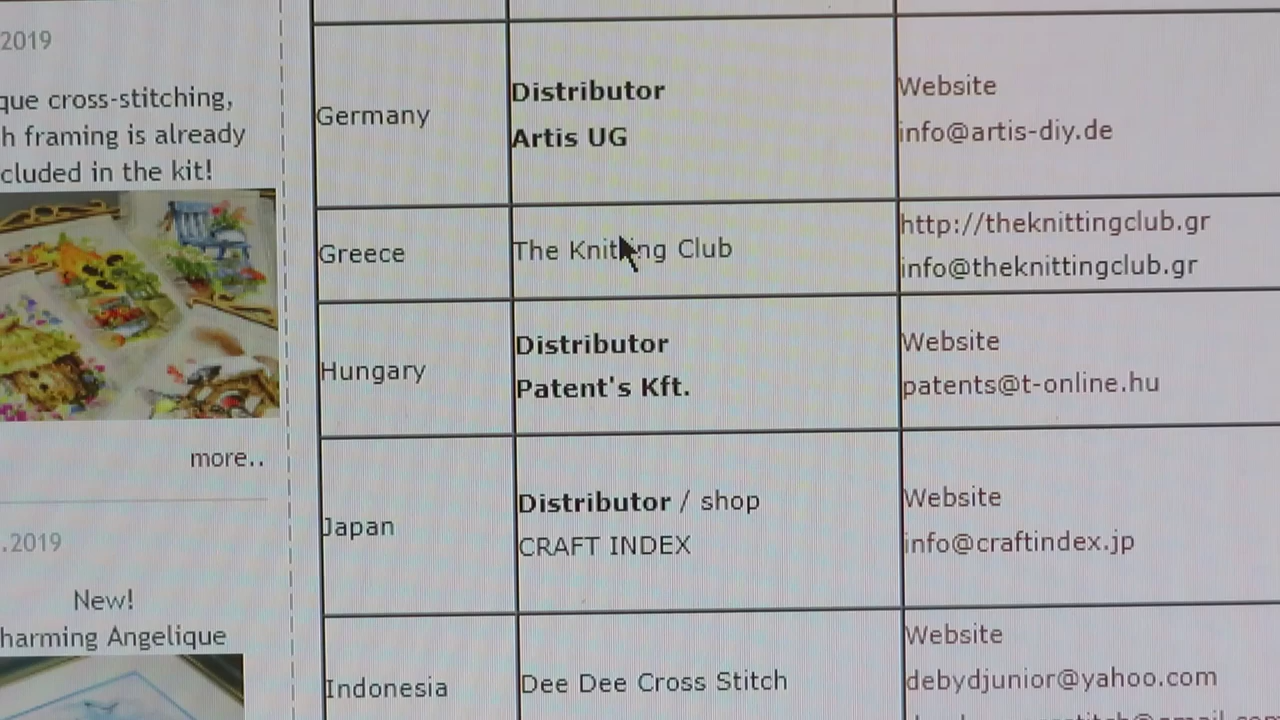 2019
que cross-stitching,
h framing is already
cluded in the kit!
more..
.2019
New!
harming Angelique
Germany
Distributor
Artis UG
Website
info@artis-diy.de
Greece
The Knitting Club
http://theknittingclub.gr
info@theknittingclub.gr
Hungary
Distributor
Patent's Kft.
Website
patents@t-online.hu
Japan
Distributor / shop
CRAFT INDEX
Website
info@craftindex.jp
Indonesia
Dee Dee Cross Stitch
Website
debydjunior@yahoo.com